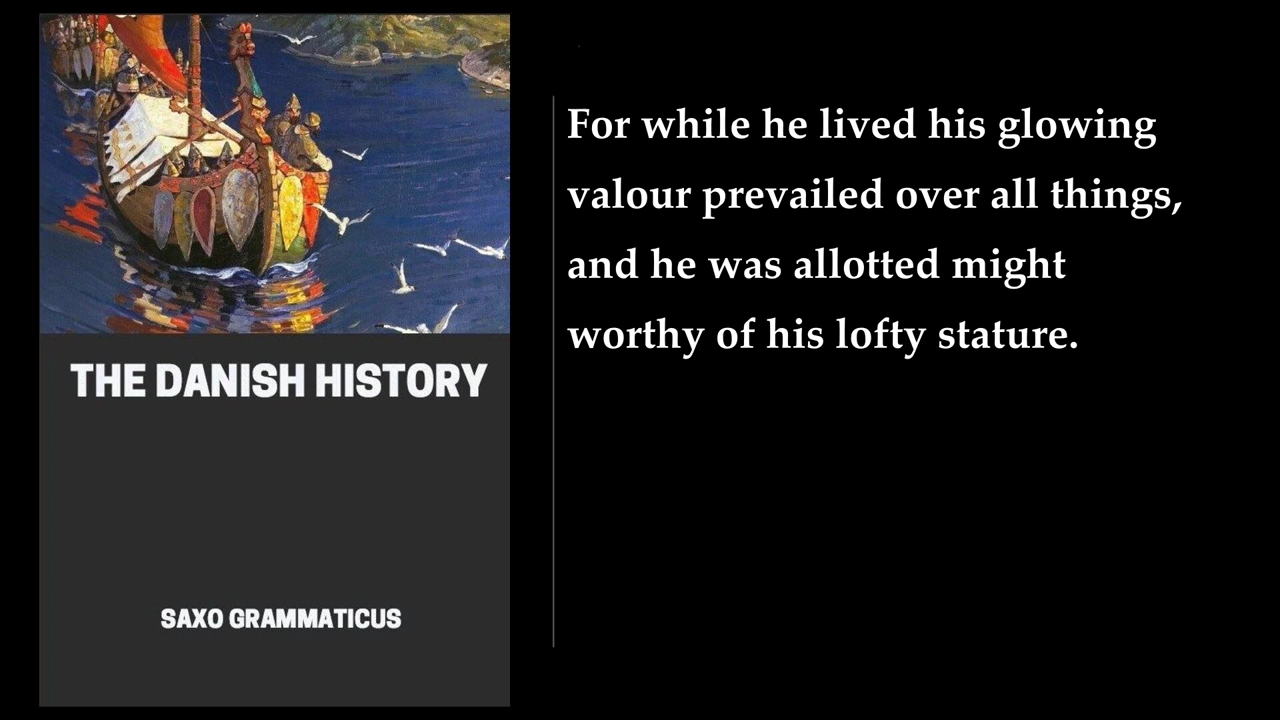 THE DANISH HISTORY
SAXO GRAMMATICUS
For while he lived his glowing
valour prevailed over all things,
and he was allotted might
worthy of his lofty stature.